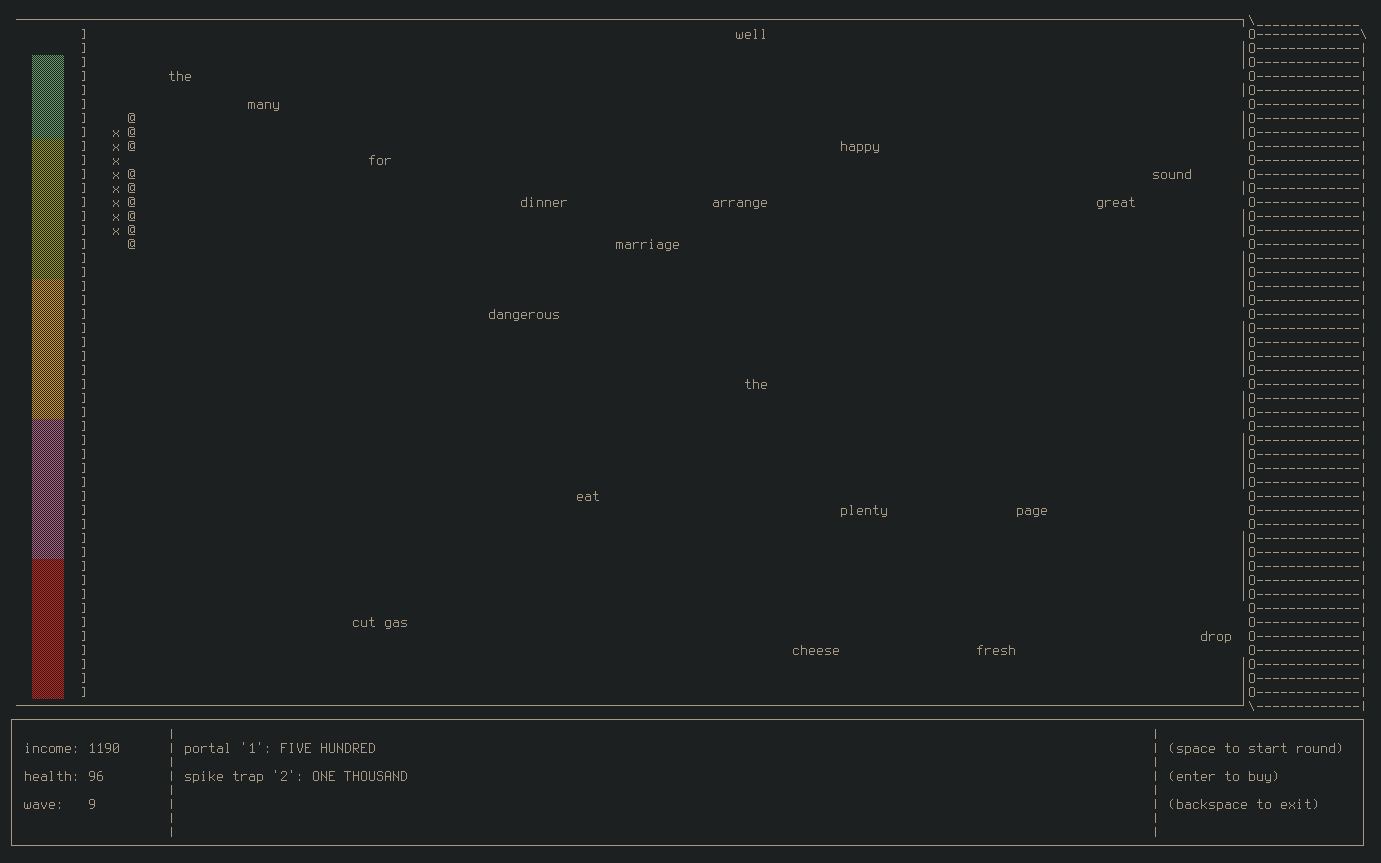 well
the
many
happy
for
sound
dinner arrange great
marriage
dangerous
the
eat
plenty page
cut gas
drop
cheese fresh
income: 1190 portal '1': FIVE HUNDRED (space to start round)
health: 96 spike trap '2': ONE THOUSAND (enter to buy)
wave: 9 (backspace to exit)